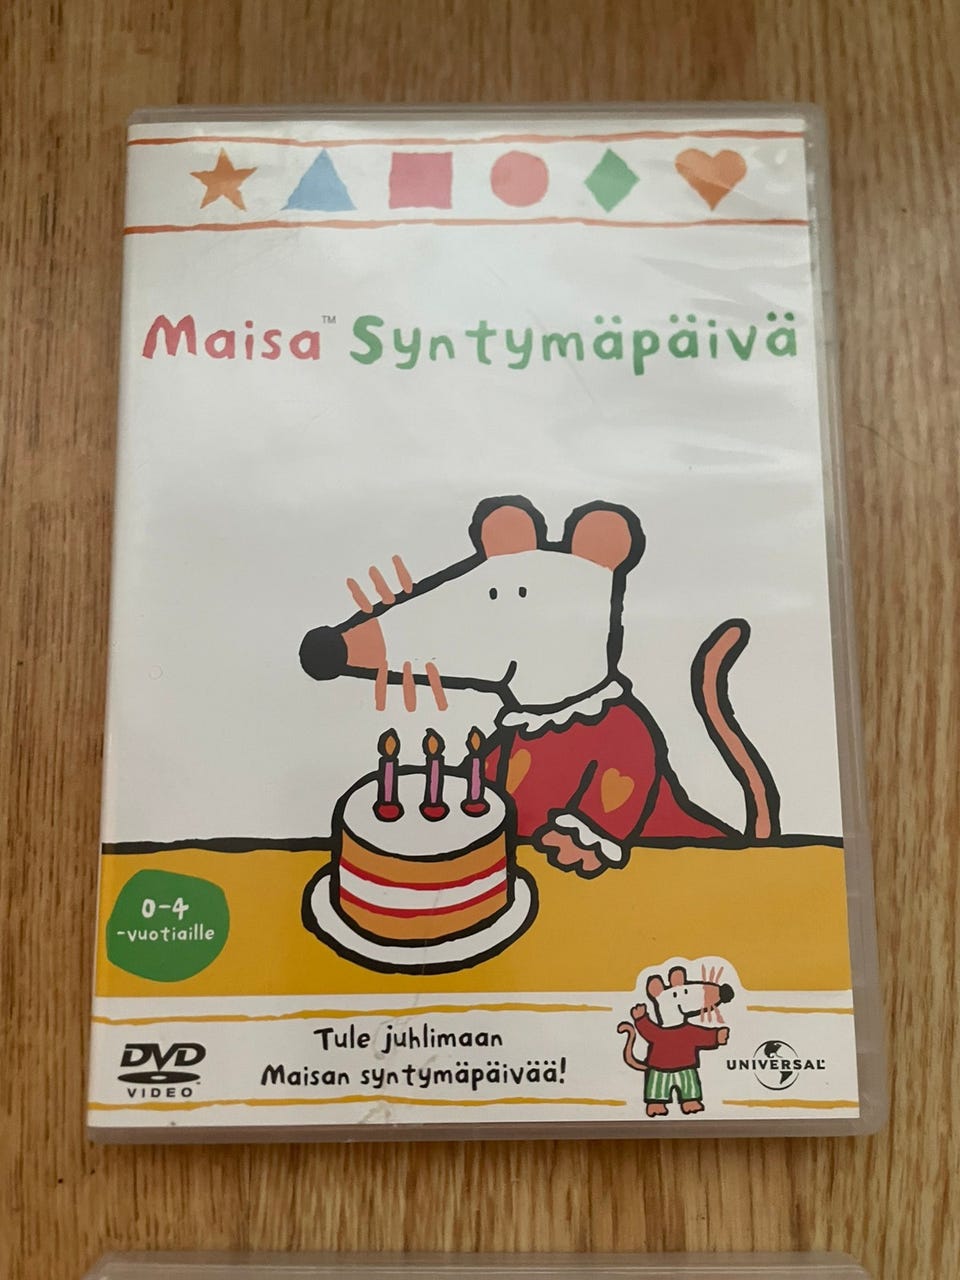 Maisa™ Syntymäpäivä
0-4
-vuotiaille
Tule juhlimaan
Maisan syntymäpäivää!
DVD
VIDEO
UNIVERSAL